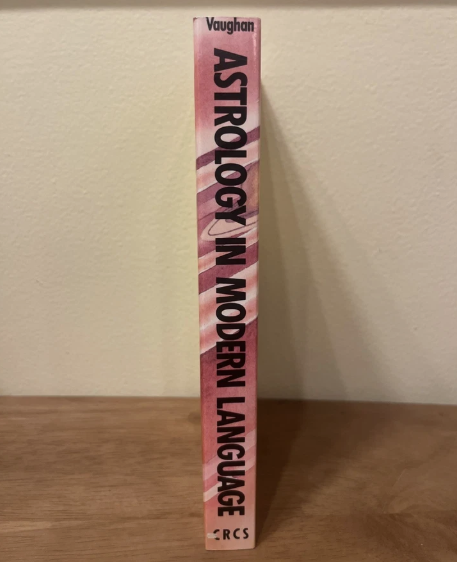 Vaughan
ASTROLOGY IN MODERN LANGUAGE
CRCS